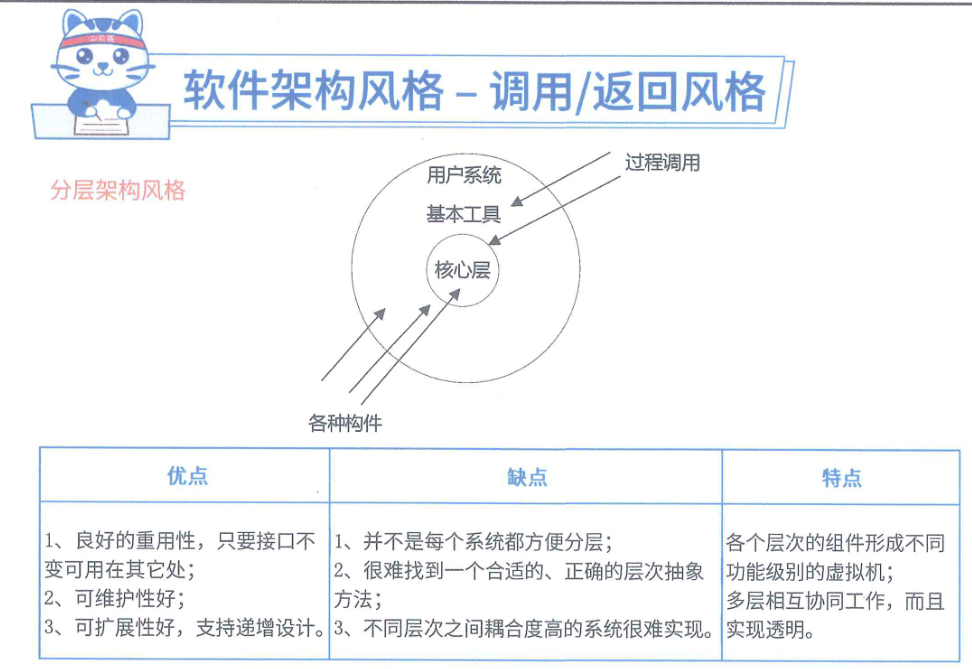 软件架构风格 – 调用/返回风格
分层架构风格
用户系统
过程调用
基本工具
核心层
各种构件
优点
缺点
特点
1、良好的重用性，只要接口不
变可用在其它处；
2、可维护性好；
3、可扩展性好，支持递增设计。
1、并不是每个系统都方便分层；
2、很难找到一个合适的、正确的层次抽象
方法；
3、不同层次之间耦合度高的系统很难实现。
各个层次的组件形成不同
功能级别的虚拟机；
多层相互协同工作，而且
实现透明。